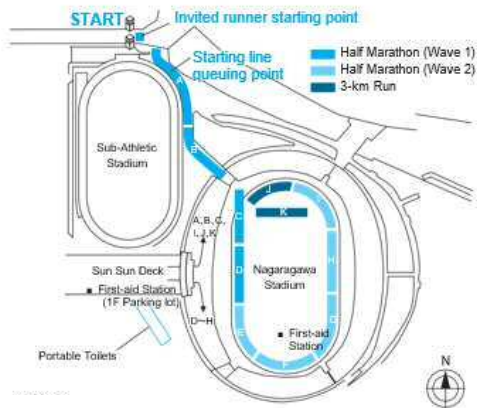 START
Invited runner starting point
Starting line
queuing point
Half Marathon (Wave 1)
Half Marathon (Wave 2)
3-km Run
A
B
Sub-Athletic
Stadium
J
I
K
C
A,B,C,
I,J,K
H
D
Sun Sun Deck
Nagaragawa
Stadium
First-aid Station
(1F Parking lot)
D~H
G
E
First-aid
Station
F
Portable Toilets
N